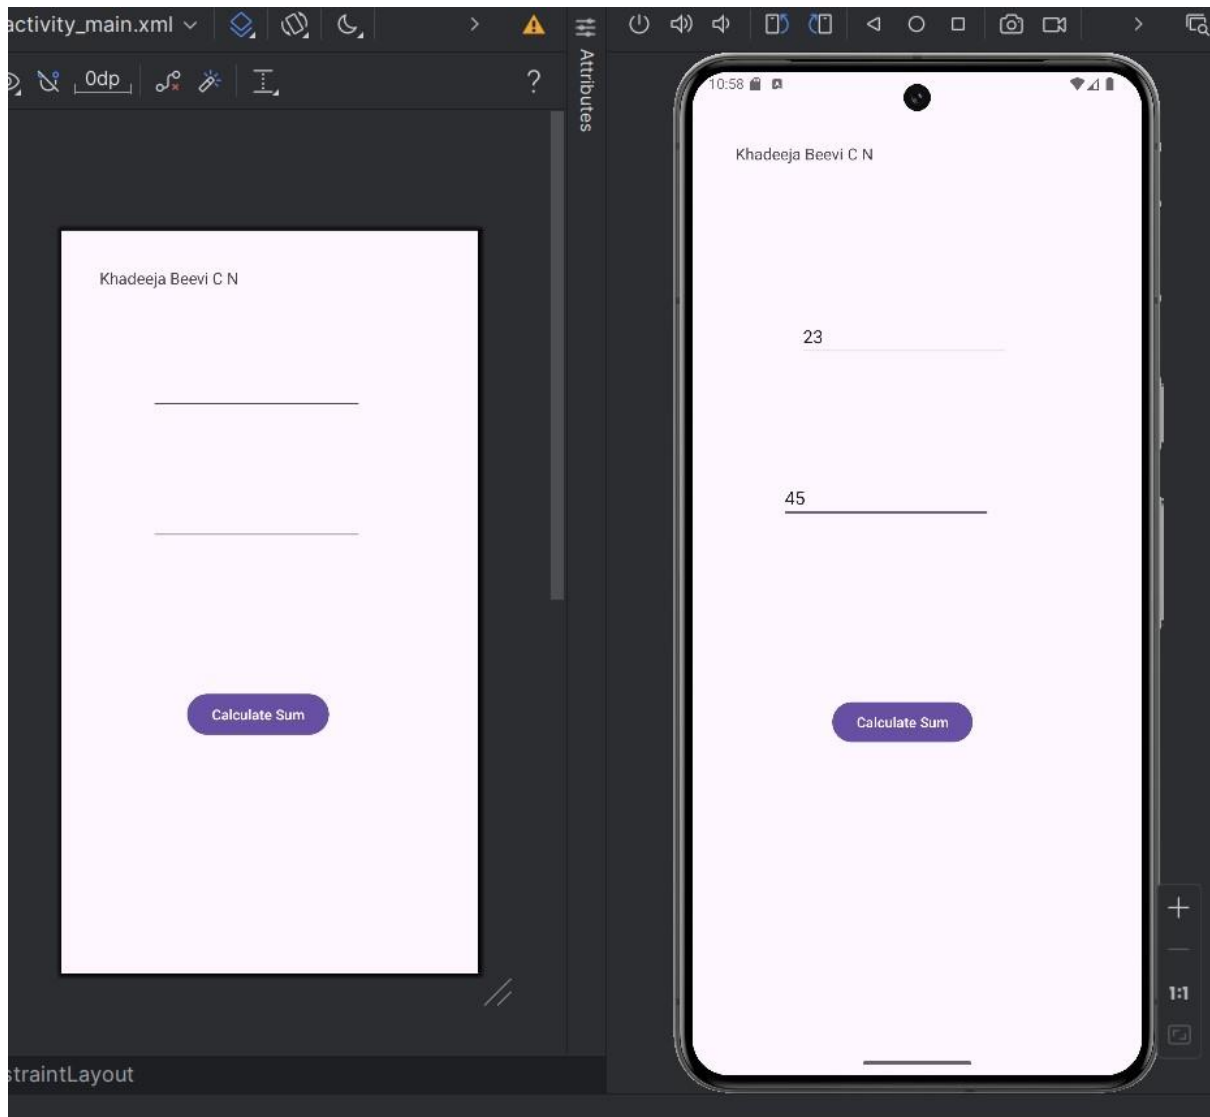 activity_main.xml
0dp
?
Attributes
Khadeeja Beevi C N
Calculate Sum
straintLayout
10:58
Khadeeja Beevi C N
23
45
Calculate Sum
1:1